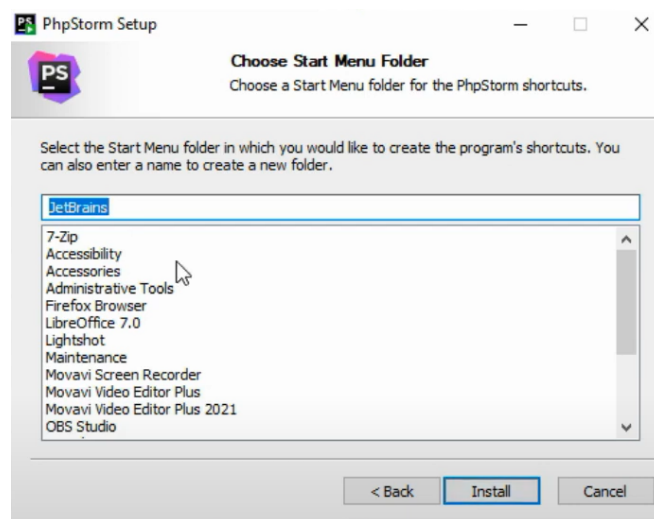 PhpStorm Setup
Choose Start Menu Folder
Choose a Start Menu folder for the PhpStorm shortcuts.
PS
Select the Start Menu folder in which you would like to create the program's shortcuts. You
can also enter a name to create a new folder.
JetBrains
7-Zip
Accessibility
Accessories
Administrative Tools
Firefox Browser
LibreOffice 7.0
Lightshot
Maintenance
Movavi Screen Recorder
Movavi Video Editor Plus
Movavi Video Editor Plus 2021
OBS Studio
< Back
Install
Cancel